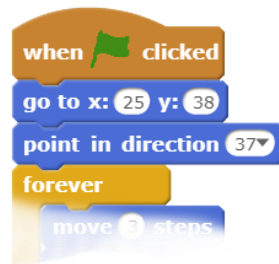 when clicked
go to x: 25 y: 38
point in direction 37
forever
move 3 steps